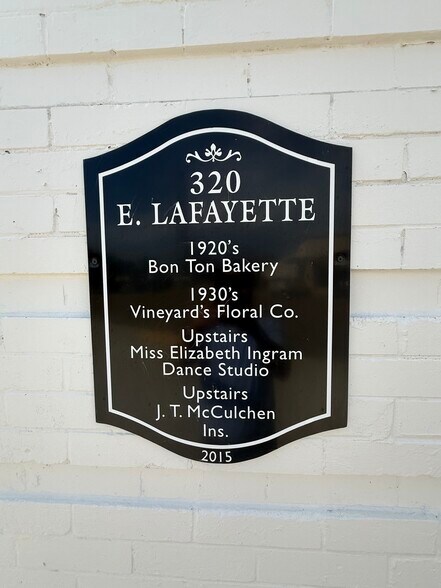 320
E. LAFAYETTE
1920's
Bon Ton Bakery
1930's
Vineyard's Floral Co.
Upstairs
Miss Elizabeth Ingram
Dance Studio
Upstairs
J. T. McCulchen
Ins.
2015